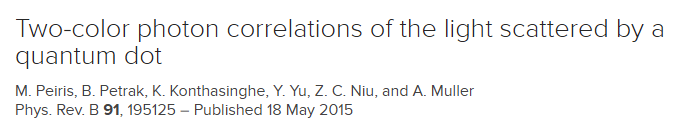 Two-color photon correlations of the light scattered by a
quantum dot
M. Peiris, B. Petrak, K. Konthasinghe, Y. Yu, Z. C. Niu, and A. Muller
Phys. Rev. B 91, 195125 – Published 18 May 2015